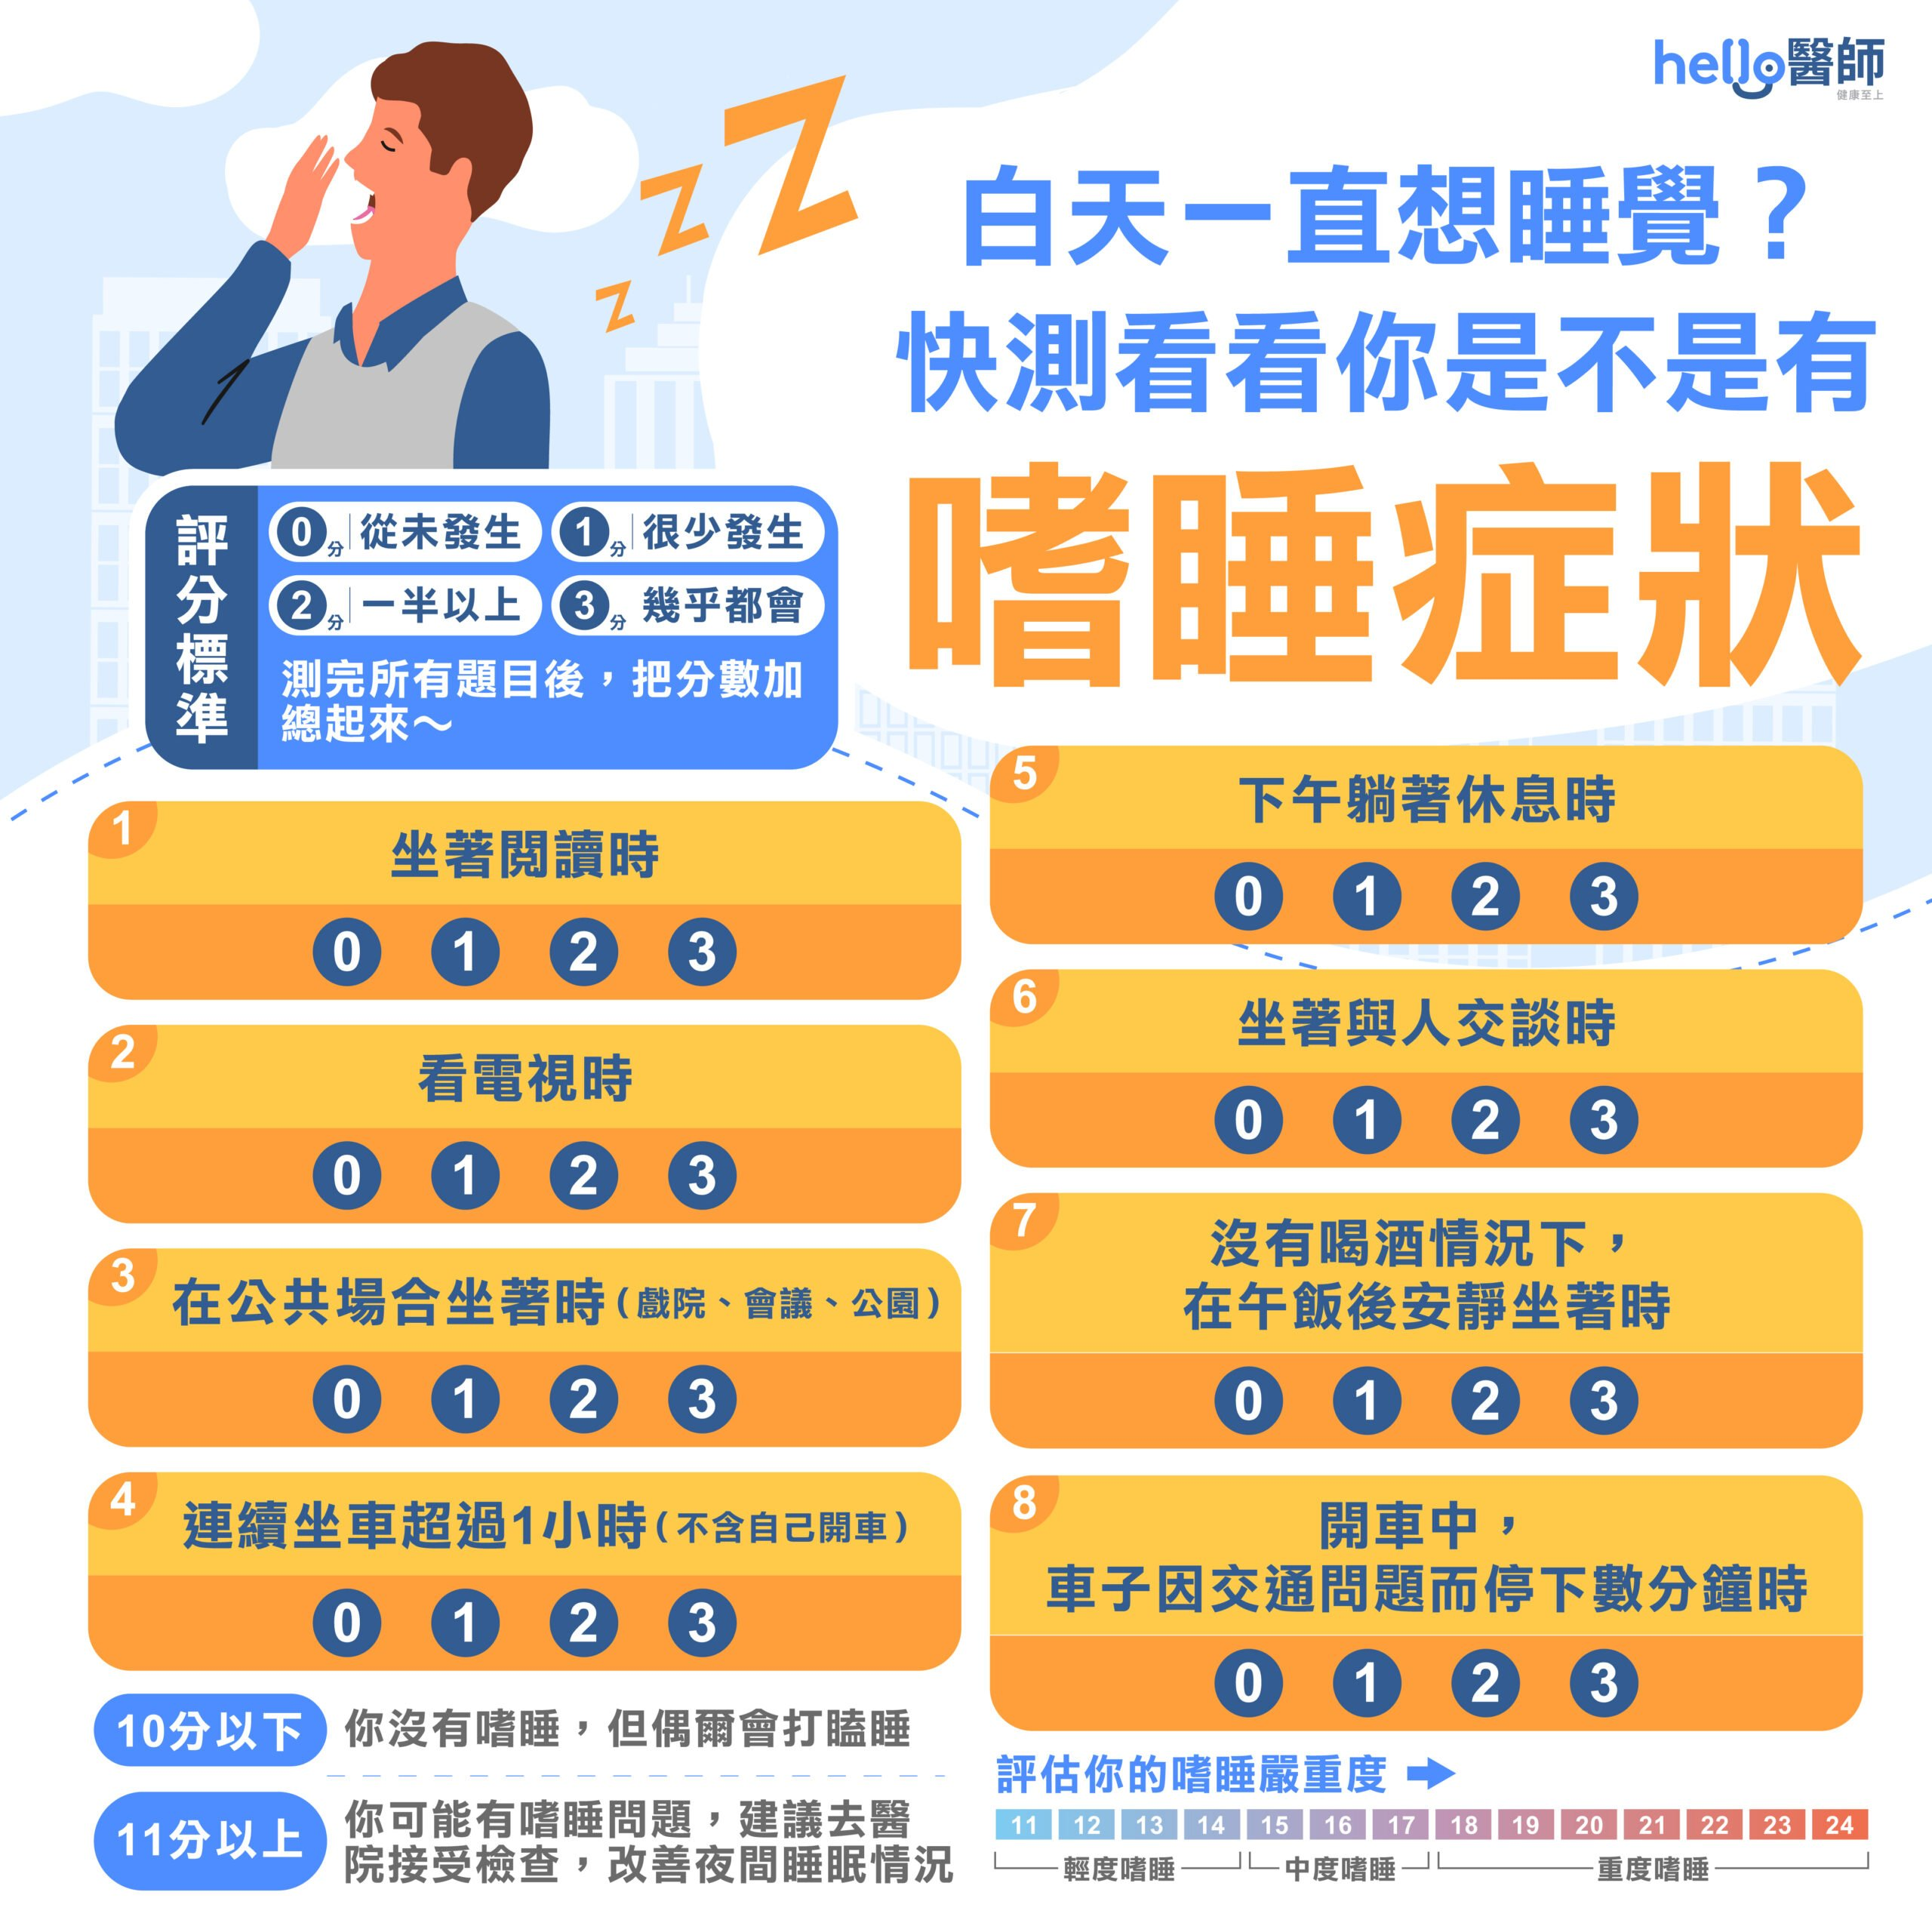 hello醫師
健康至上
白天一直想睡覺？
快測看看你是不是有
嗜睡症狀
評分標準
0分 從未發生
1分 很少發生
2分 一半以上
3分 幾乎都會
測完所有題目後，把分數加
總起來～
1
坐著閱讀時
0 1 2 3
2
看電視時
0 1 2 3
3
在公共場合坐著時（戲院、會議、公園）
0 1 2 3
4
連續坐車超過1小時（不含自己開車）
0 1 2 3
5
下午躺著休息時
0 1 2 3
6
坐著與人交談時
0 1 2 3
7
沒有喝酒情況下，
在午飯後安靜坐著時
0 1 2 3
8
開車中，
車子因交通問題而停下數分鐘時
0 1 2 3
10分以下
你沒有嗜睡，但偶爾會打瞌睡
11分以上
你可能有嗜睡問題，建議去醫
院接受檢查，改善夜間睡眠情況
評估你的嗜睡嚴重度
11 12 13 14 15 16 17 18 19 20 21 22 23 24
輕度嗜睡 中度嗜睡 重度嗜睡
Z
Z
Z